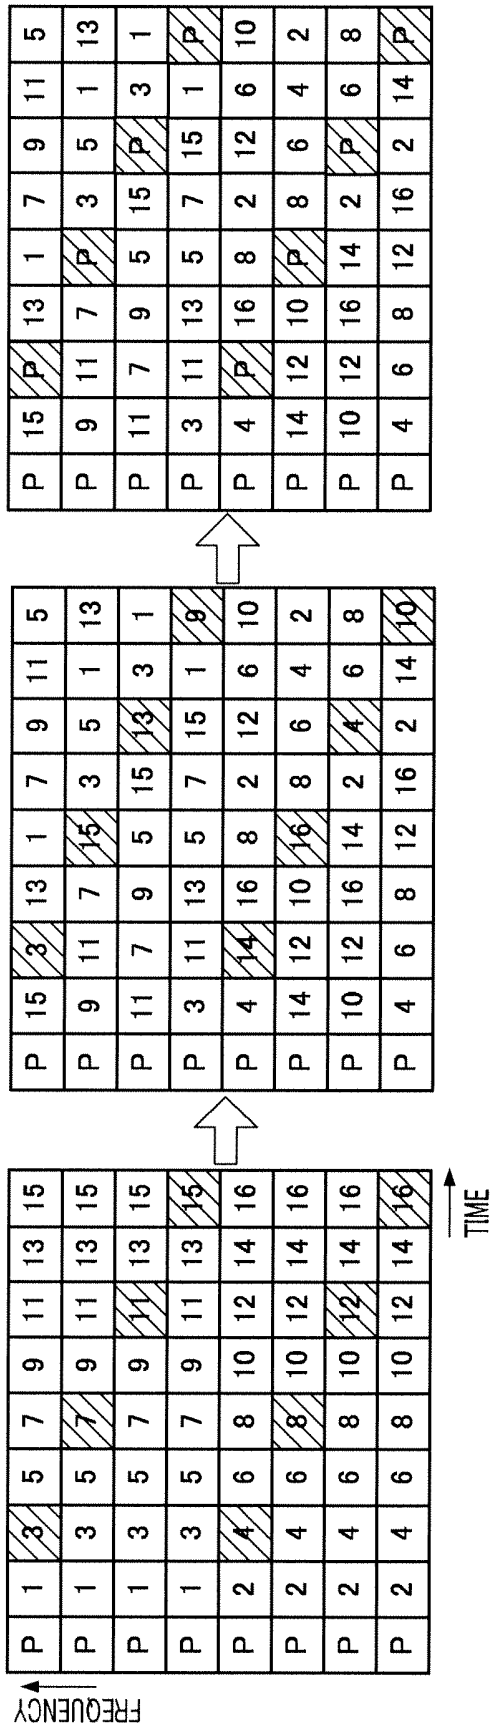 FREQUENCY
P 1 3 5 7 9 11 13 15
P 1 3 5 7 9 11 13 15
P 1 3 5 7 9 11 13 15
P 1 3 5 7 9 11 13 15
P 2 4 6 8 10 12 14 16
P 2 4 6 8 10 12 14 16
P 2 4 6 8 10 12 14 16
P 2 4 6 8 10 12 14 16
TIME
P 15 3 13 1 7 9 11 5
P 9 11 7 15 3 5 1 13
P 11 7 9 5 15 13 3 1
P 3 11 13 5 7 15 1 9
P 4 14 16 8 2 12 6 10
P 14 12 10 16 8 6 4 2
P 10 12 16 14 2 4 6 8
P 4 6 8 12 16 2 14 10
P 15 P 13 1 7 9 11 5
P 9 11 7 P 3 5 1 13
P 11 7 9 5 15 P 3 1
P 3 11 13 5 7 15 1 P
P 4 P 16 8 2 12 6 10
P 14 12 10 P 8 6 4 2
P 10 12 16 14 2 P 6 8
P 4 6 8 12 16 2 14 P